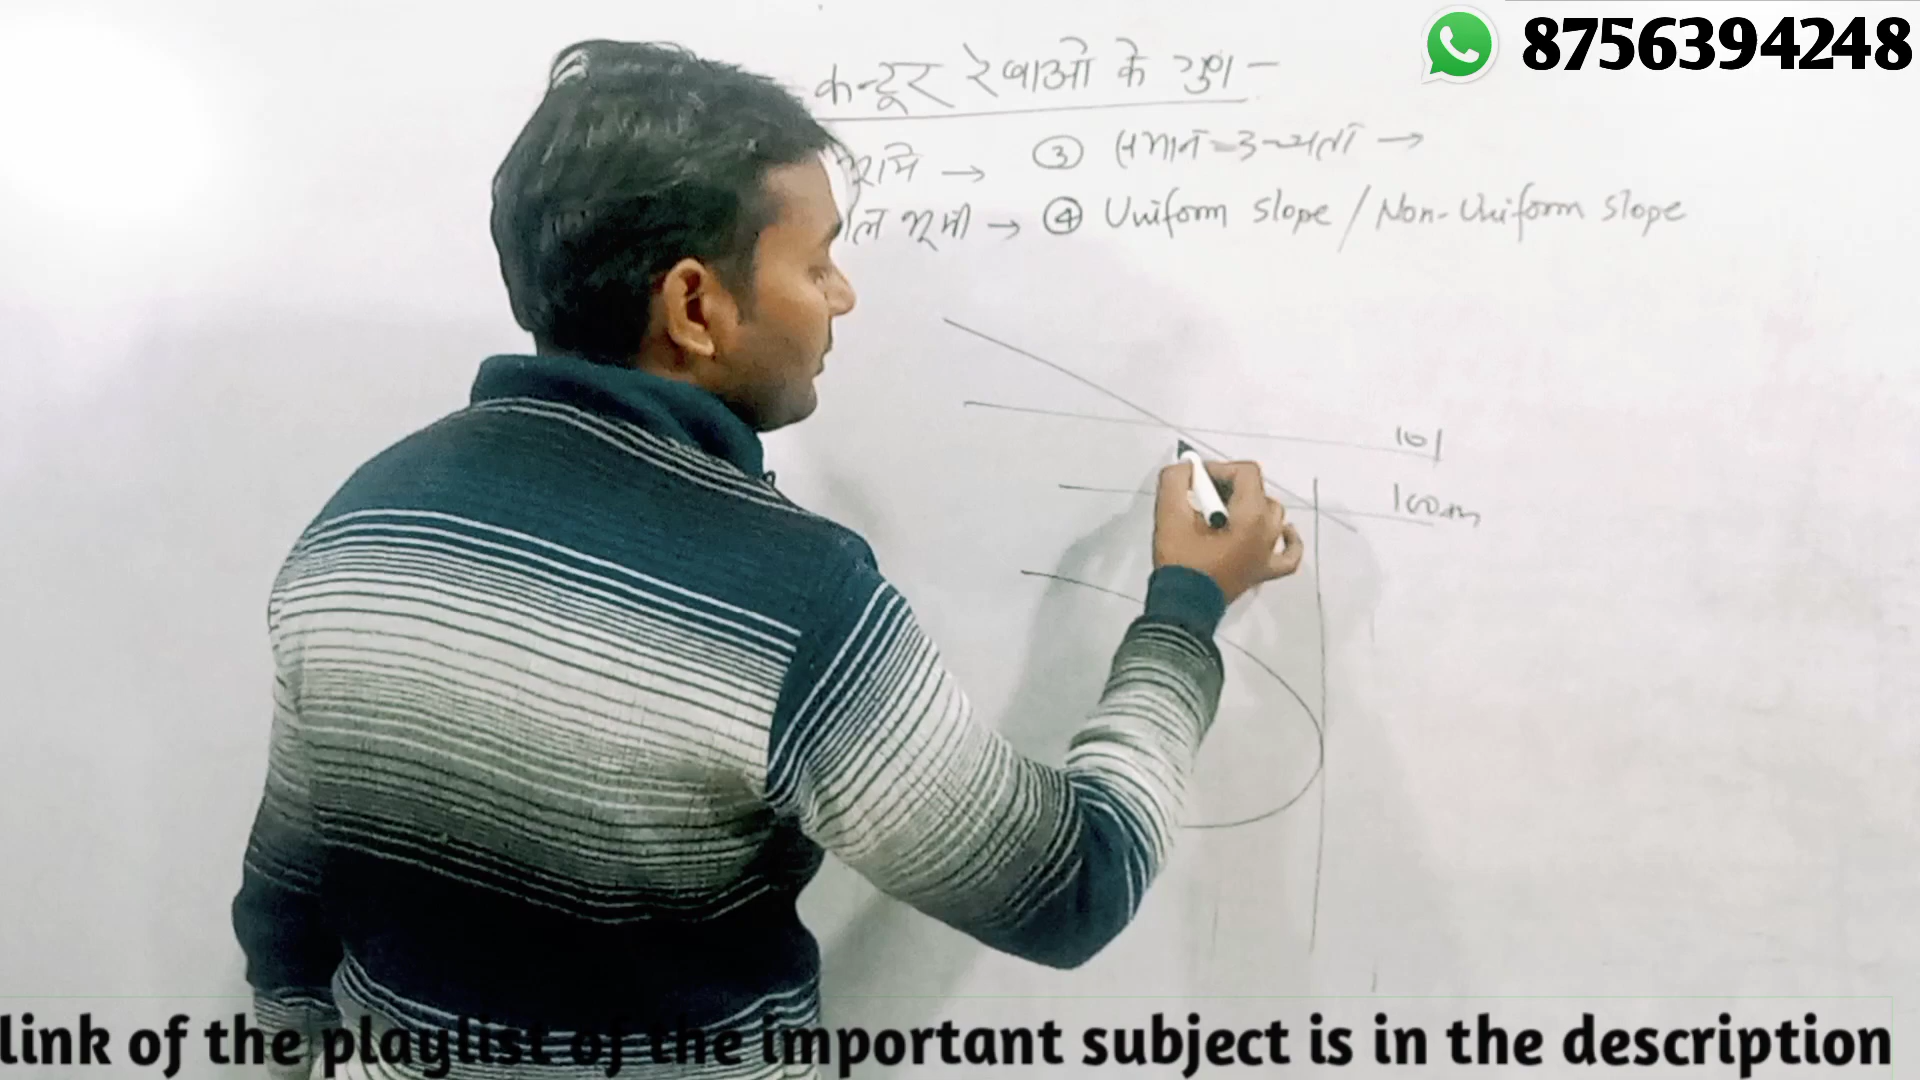 8756394248
कन्टूर रेखाओ के गुण -
भूमि → ③ समान उच्चता →
भूमी → ④ Uniform slope / Non-Uniform slope
101
100m
link of the playlist of the important subject is in the description